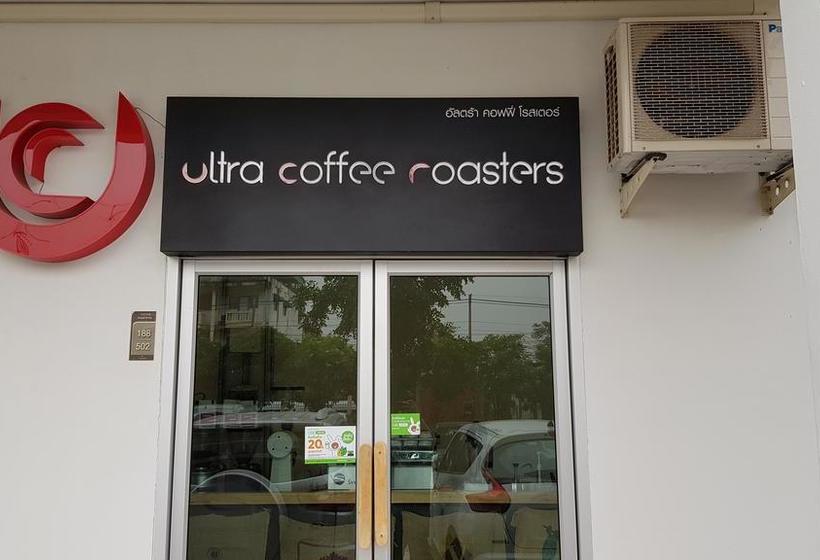 อัลตร้า คอฟฟี่ โรสเตอร์
ultra coffee roasters
Pa
188
502
20